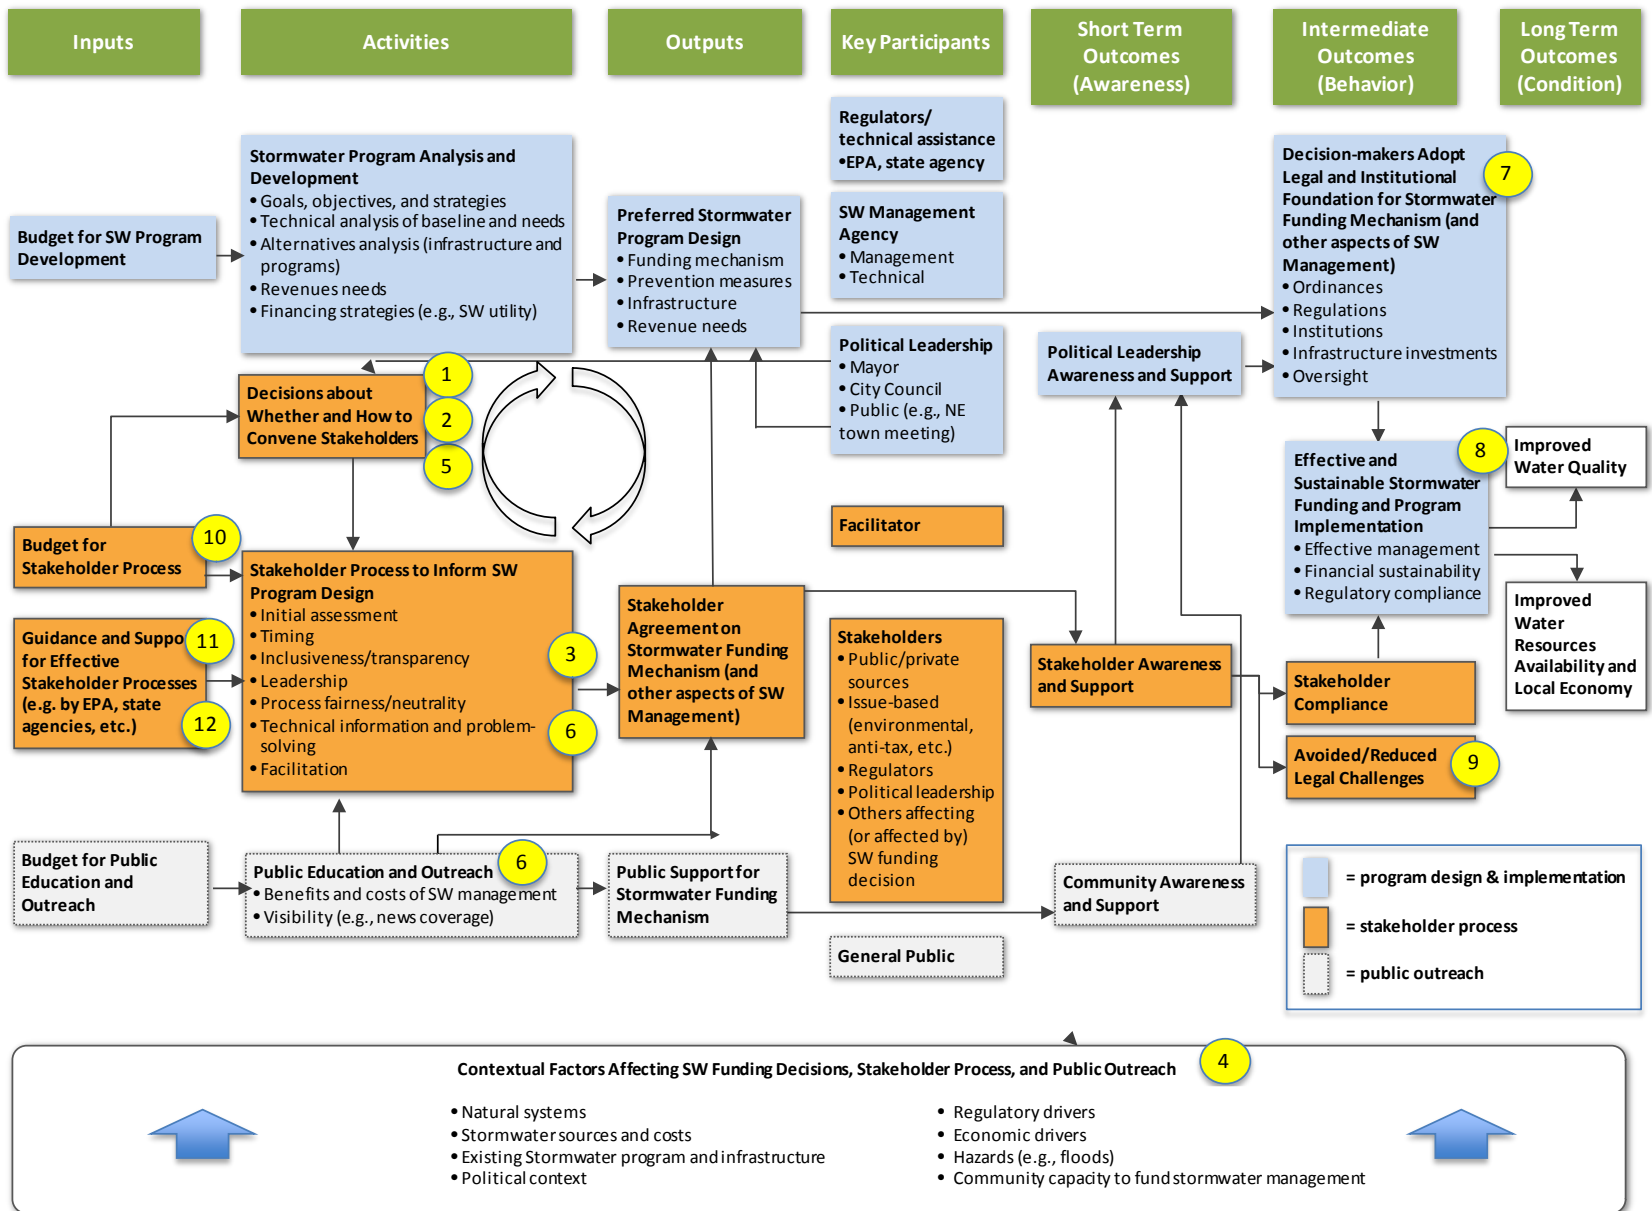 Inputs
Activities
Outputs
Key Participants
Short Term
Outcomes
(Awareness)
Intermediate
Outcomes
(Behavior)
Long Term
Outcomes
(Condition)
Budget for SW Program
Development
Stormwater Program Analysis and
Development
• Goals, objectives, and strategies
• Technical analysis of baseline and needs
• Alternatives analysis (infrastructure and
programs)
• Revenues needs
• Financing strategies (e.g., SW utility)
Preferred Stormwater
Program Design
• Funding mechanism
• Prevention measures
• Infrastructure
• Revenue needs
Regulators/
technical assistance
•EPA, state agency
SW Management
Agency
• Management
• Technical
Political Leadership
• Mayor
• City Council
• Public (e.g., NE
town meeting)
Political Leadership
Awareness and Support
Decision-makers Adopt
Legal and Institutional
Foundation for Stormwater
Funding Mechanism (and
other aspects of SW
Management)
• Ordinances
• Regulations
• Institutions
• Infrastructure investments
• Oversight
7
Decisions about
Whether and How to
Convene Stakeholders
1
2
5
Effective and
Sustainable Stormwater
Funding and Program
Implementation
• Effective management
• Financial sustainability
• Regulatory compliance
8
Improved
Water Quality
Improved
Water
Resources
Availability and
Local Economy
Budget for
Stakeholder Process
10
Guidance and Suppo
for Effective
Stakeholder Processes
(e.g. by EPA, state
agencies, etc.)
11
12
Stakeholder Process to Inform SW
Program Design
• Initial assessment
• Timing
• Inclusiveness/transparency
• Leadership
• Process fairness/neutrality
• Technical information and problem-
solving
• Facilitation
3
6
Stakeholder
Agreement on
Stormwater Funding
Mechanism (and
other aspects of SW
Management)
Facilitator
Stakeholders
• Public/private
sources
• Issue-based
(environmental,
anti-tax, etc.)
• Regulators
• Political leadership
• Others affecting
(or affected by)
SW funding
decision
Stakeholder Awareness
and Support
Stakeholder
Compliance
Avoided/Reduced
Legal Challenges
9
Budget for Public
Education and
Outreach
Public Education and Outreach
• Benefits and costs of SW management
• Visibility (e.g., news coverage)
6
Public Support for
Stormwater Funding
Mechanism
General Public
Community Awareness
and Support
= program design & implementation
= stakeholder process
= public outreach
Contextual Factors Affecting SW Funding Decisions, Stakeholder Process, and Public Outreach
4
• Natural systems
• Stormwater sources and costs
• Existing Stormwater program and infrastructure
• Political context
• Regulatory drivers
• Economic drivers
• Hazards (e.g., floods)
• Community capacity to fund stormwater management